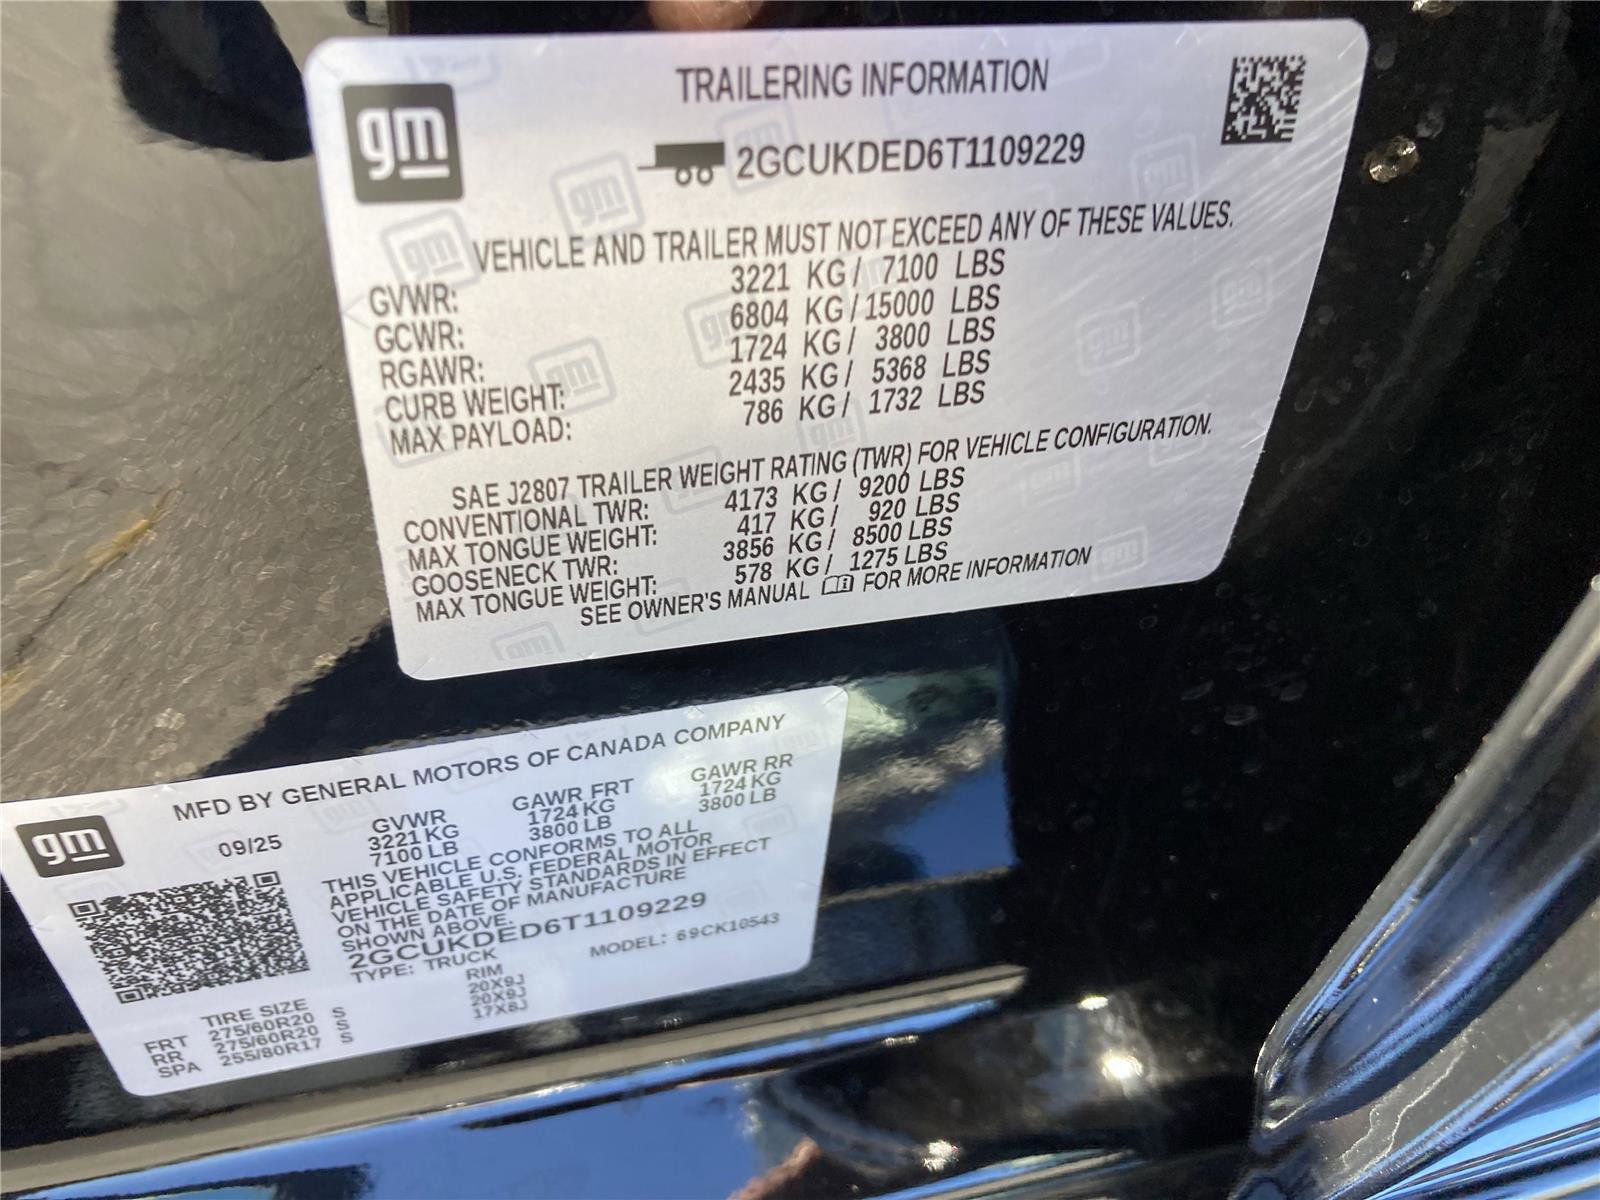 gm
TRAILERING INFORMATION
2GCUKDED6T1109229
VEHICLE AND TRAILER MUST NOT EXCEED ANY OF THESE VALUES.
GVWR: 3221 KG / 7100 LBS
GCWR: 6804 KG / 15000 LBS
RGAWR: 1724 KG / 3800 LBS
CURB WEIGHT: 2435 KG / 5368 LBS
MAX PAYLOAD: 786 KG / 1732 LBS
SAE J2807 TRAILER WEIGHT RATING (TWR) FOR VEHICLE CONFIGURATION.
CONVENTIONAL TWR: 4173 KG / 9200 LBS
MAX TONGUE WEIGHT: 417 KG / 920 LBS
GOOSENECK TWR: 3856 KG / 8500 LBS
MAX TONGUE WEIGHT: 578 KG / 1275 LBS
SEE OWNER'S MANUAL FOR MORE INFORMATION
gm
MFD BY GENERAL MOTORS OF CANADA COMPANY
09/25 GVWR GAWR FRT GAWR RR
3221 KG 1724 KG 1724 KG
7100 LB 3800 LB 3800 LB
THIS VEHICLE CONFORMS TO ALL
APPLICABLE U.S. FEDERAL MOTOR
VEHICLE SAFETY STANDARDS IN EFFECT
ON THE DATE OF MANUFACTURE
SHOWN ABOVE.
2GCUKDED6T1109229
TYPE: TRUCK MODEL: 69CK10543
TIRE SIZE RIM
FRT 275/60R20 S 20X9J
RR 275/60R20 S 20X9J
SPA 255/80R17 S 17X8J